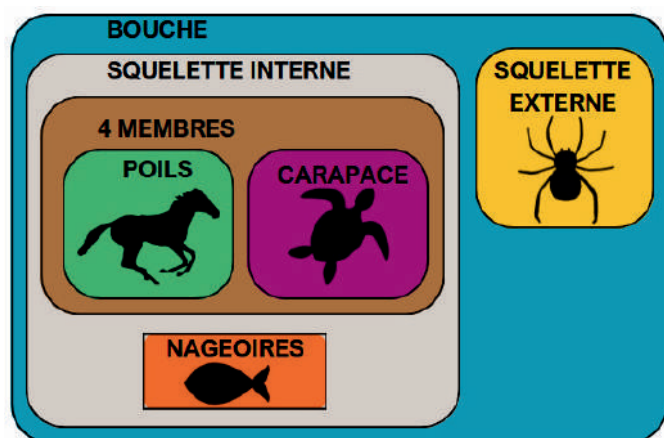 BOUCHE
SQUELETTE INTERNE
SQUELETTE
EXTERNE
4 MEMBRES
POILS
CARAPACE
NAGEOIRES